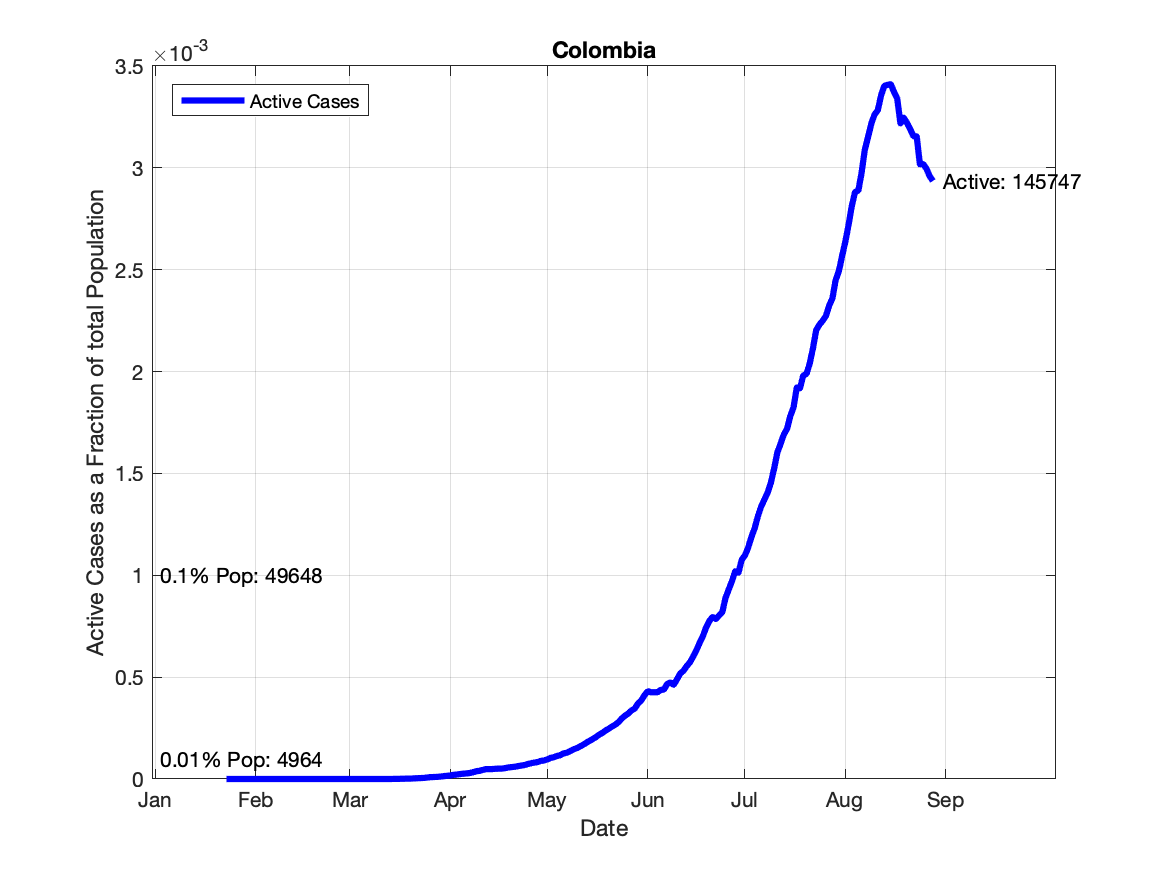 Colombia
×10-3
3.5
3
2.5
2
1.5
1
0.5
0
Active Cases as a Fraction of total Population
Active Cases
Active: 145747
0.1% Pop: 49648
0.01% Pop: 4964
Jan Feb Mar Apr May Jun Jul Aug Sep
Date